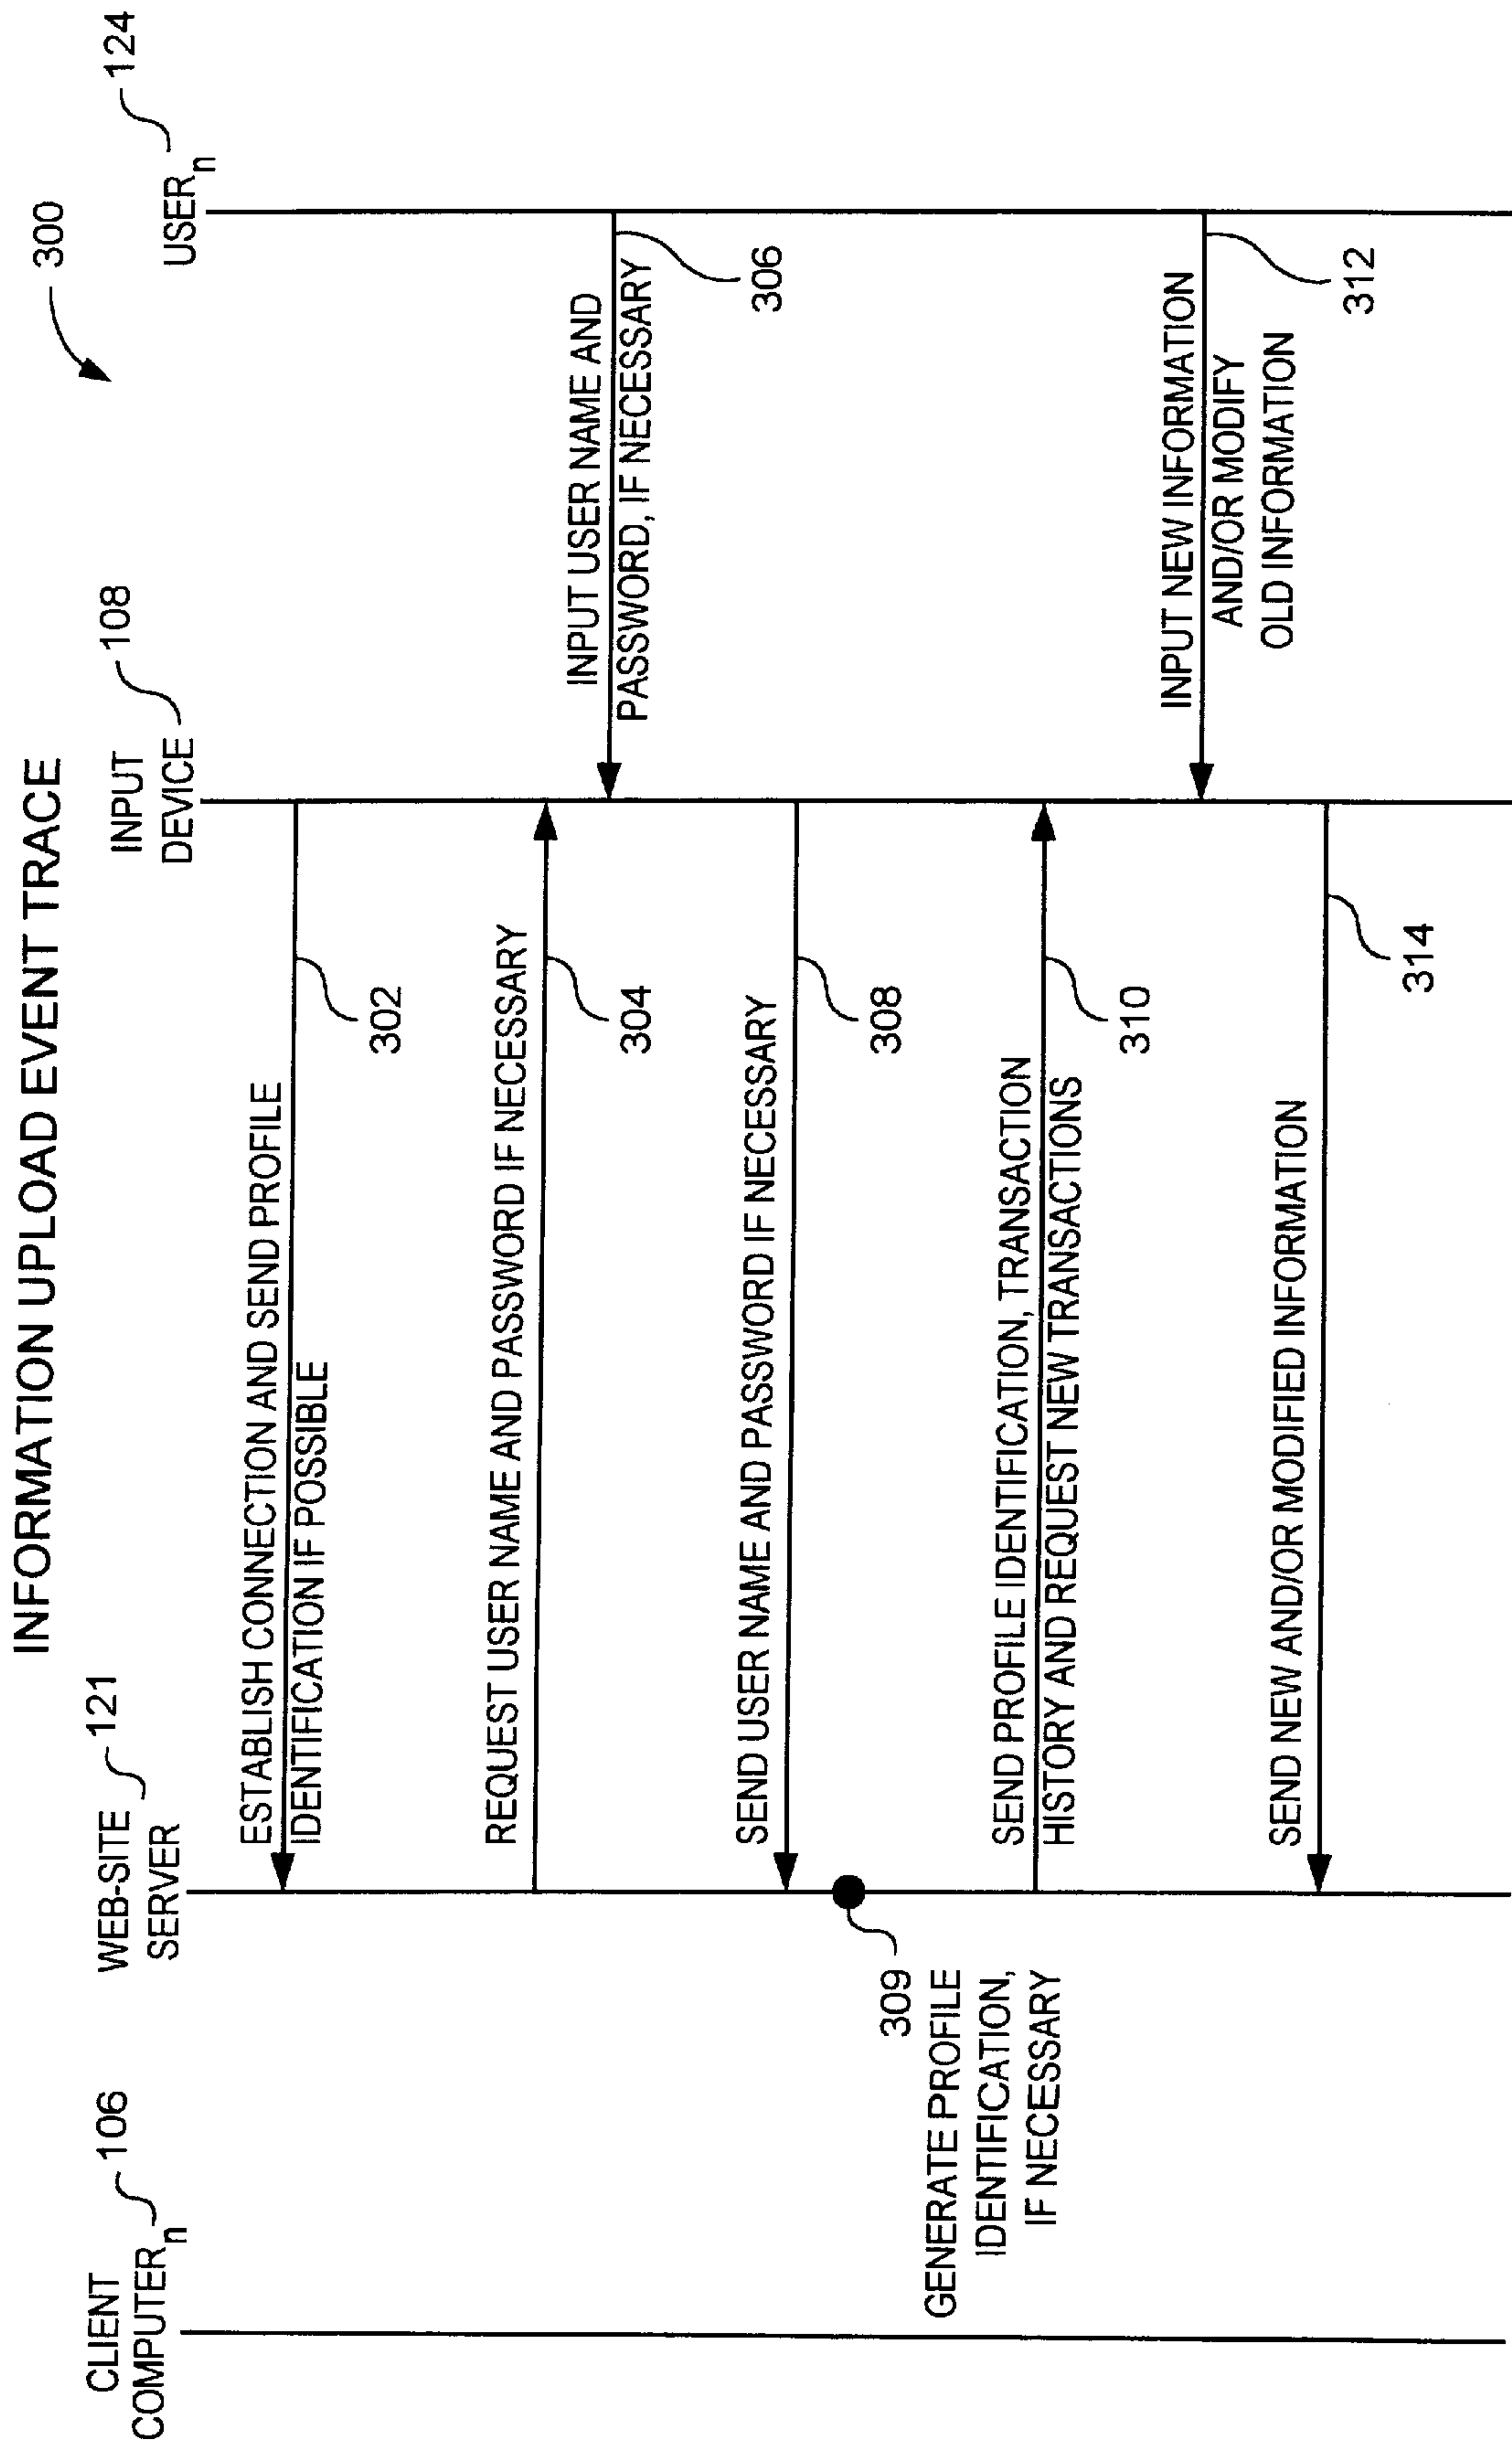 INFORMATION UPLOAD EVENT TRACE
300
CLIENT
COMPUTERn
106
WEB-SITE
SERVER
121
INPUT
DEVICE
108
USERn
124
ESTABLISH CONNECTION AND SEND PROFILE
IDENTIFICATION IF POSSIBLE
302
REQUEST USER NAME AND PASSWORD IF NECESSARY
304
INPUT USER NAME AND
PASSWORD, IF NECESSARY
306
SEND USER NAME AND PASSWORD IF NECESSARY
308
309
GENERATE PROFILE
IDENTIFICATION,
IF NECESSARY
SEND PROFILE IDENTIFICATION, TRANSACTION
HISTORY AND REQUEST NEW TRANSACTIONS
310
INPUT NEW INFORMATION
AND/OR MODIFY
OLD INFORMATION
312
SEND NEW AND/OR MODIFIED INFORMATION
314